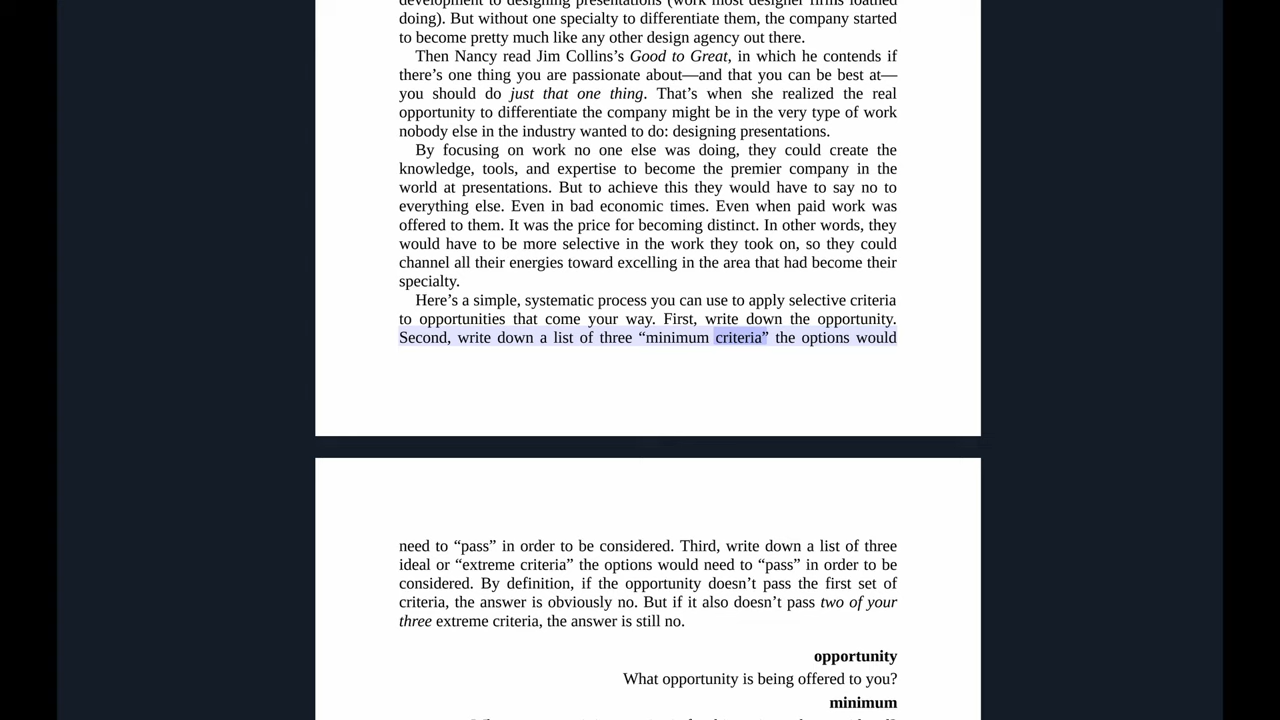 development to designing presentations (work most designer firms loathed
doing). But without one specialty to differentiate them, the company started
to become pretty much like any other design agency out there.
Then Nancy read Jim Collins’s Good to Great, in which he contends if
there’s one thing you are passionate about—and that you can be best at—
you should do just that one thing. That’s when she realized the real
opportunity to differentiate the company might be in the very type of work
nobody else in the industry wanted to do: designing presentations.
By focusing on work no one else was doing, they could create the
knowledge, tools, and expertise to become the premier company in the
world at presentations. But to achieve this they would have to say no to
everything else. Even in bad economic times. Even when paid work was
offered to them. It was the price for becoming distinct. In other words, they
would have to be more selective in the work they took on, so they could
channel all their energies toward excelling in the area that had become their
specialty.
Here’s a simple, systematic process you can use to apply selective criteria
to opportunities that come your way. First, write down the opportunity.
Second, write down a list of three “minimum criteria” the options would
need to “pass” in order to be considered. Third, write down a list of three
ideal or “extreme criteria” the options would need to “pass” in order to be
considered. By definition, if the opportunity doesn’t pass the first set of
criteria, the answer is obviously no. But if it also doesn’t pass two of your
three extreme criteria, the answer is still no.
opportunity
What opportunity is being offered to you?
minimum